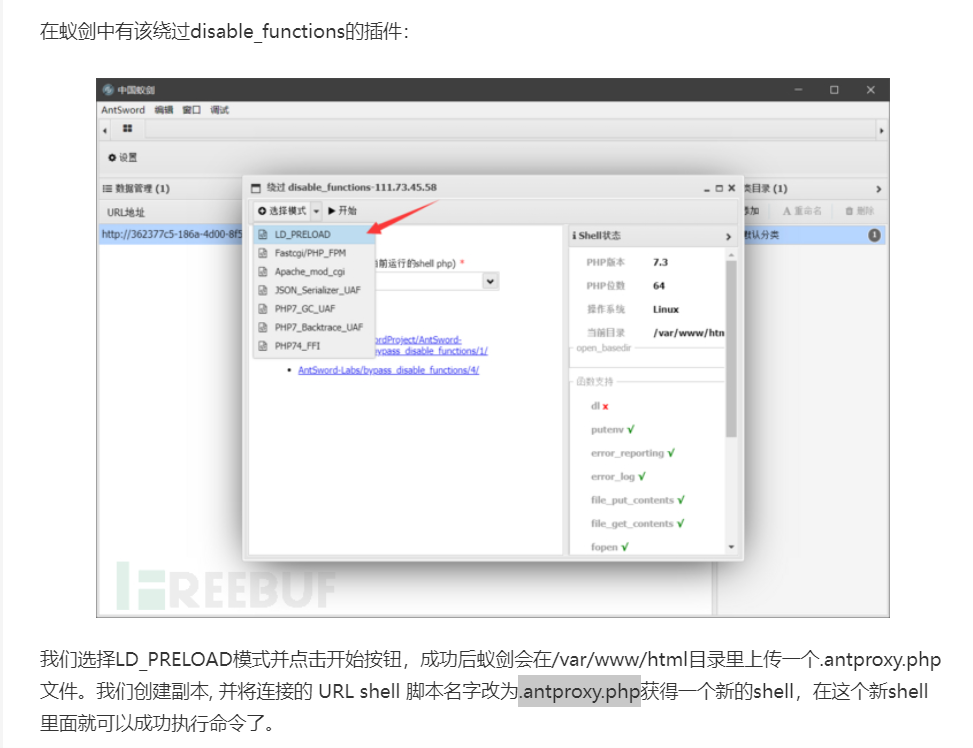 在蚁剑中有该绕过disable_functions的插件：
中国蚁剑
AntSword 编辑 窗口 调试
设置
数据管理 (1)
URL地址
http://362377c5-186a-4d00-8f5
绕过 disable_functions-111.73.45.58
选择模式 开始
LD_PRELOAD
Fastcgi/PHP_FPM
Apache_mod_cgi
JSON_Serializer_UAF
PHP7_GC_UAF
PHP7_Backtrace_UAF
PHP74_FFI
前运行的shell php) *
ordProject/AntSword-
bypass_disable_functions/1/
AntSword-Labs/bypass_disable_functions/4/
Shell状态
PHP版本 7.3
PHP位数 64
操作系统 Linux
当前目录 /var/www/htn
open_basedir
函数支持
dl x
putenv √
error_reporting √
error_log √
file_put_contents √
file_get_contents √
fopen √
类目录 (1)
重命名 删除
默认分类 1
FREEBUF
我们选择LD_PRELOAD模式并点击开始按钮，成功后蚁剑会在/var/www/html目录里上传一个.antproxy.php
文件。我们创建副本, 并将连接的 URL shell 脚本名字改为.antproxy.php获得一个新的shell，在这个新shell
里面就可以成功执行命令了。